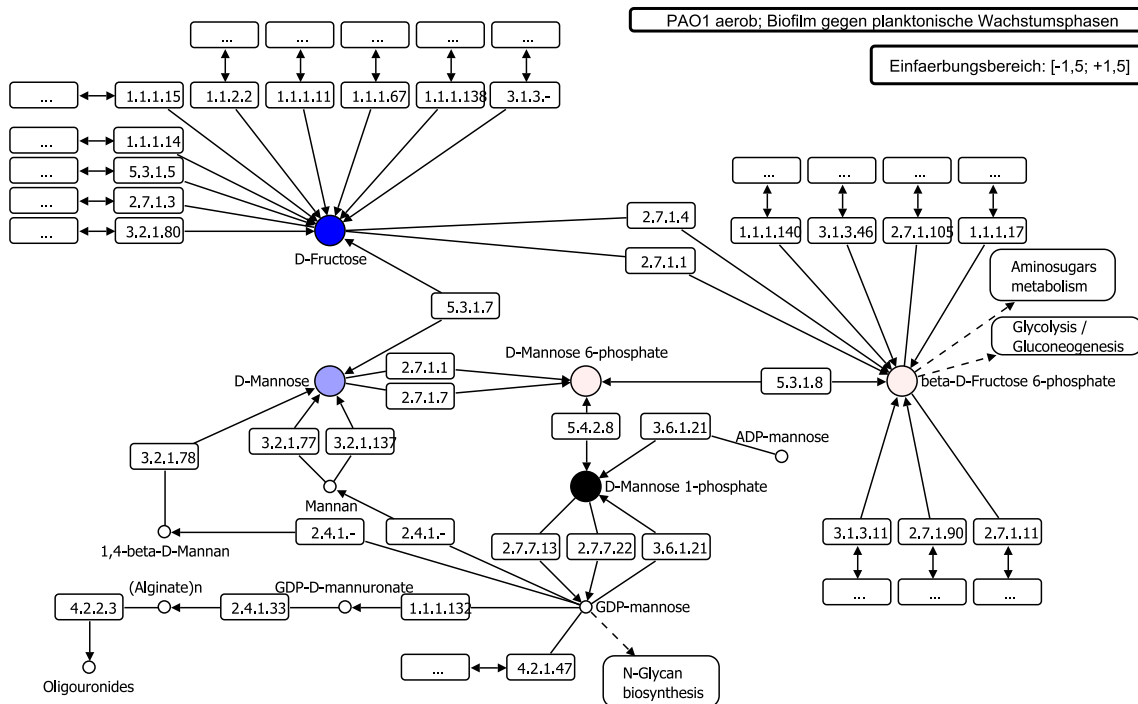 PAO1 aerob; Biofilm gegen planktonische Wachstumsphasen
Einfaerbungsbereich: [-1,5; +1,5]
... ... ... ... ...
... 1.1.1.15 1.1.2.2 1.1.1.11 1.1.1.67 1.1.1.138 3.1.3.-
... 1.1.1.14
... 5.3.1.5
... 2.7.1.3
... 3.2.1.80
D-Fructose
2.7.1.4
2.7.1.1
... ... ... ...
1.1.1.140 3.1.3.46 2.7.1.105 1.1.1.17
Aminosugars
metabolism
Glycolysis /
Gluconeogenesis
5.3.1.7
D-Mannose
2.7.1.1
2.7.1.7
D-Mannose 6-phosphate
5.3.1.8
beta-D-Fructose 6-phosphate
3.2.1.78
3.2.1.77
3.2.1.137
5.4.2.8
3.6.1.21
ADP-mannose
Mannan
D-Mannose 1-phosphate
1,4-beta-D-Mannan
2.4.1.-
2.4.1.-
2.7.7.13
2.7.7.22
3.6.1.21
3.1.3.11 2.7.1.90 2.7.1.11
... ... ...
(Alginate)n
GDP-D-mannuronate
4.2.2.3
2.4.1.33
1.1.1.132
GDP-mannose
Oligouronides
... 4.2.1.47
N-Glycan
biosynthesis